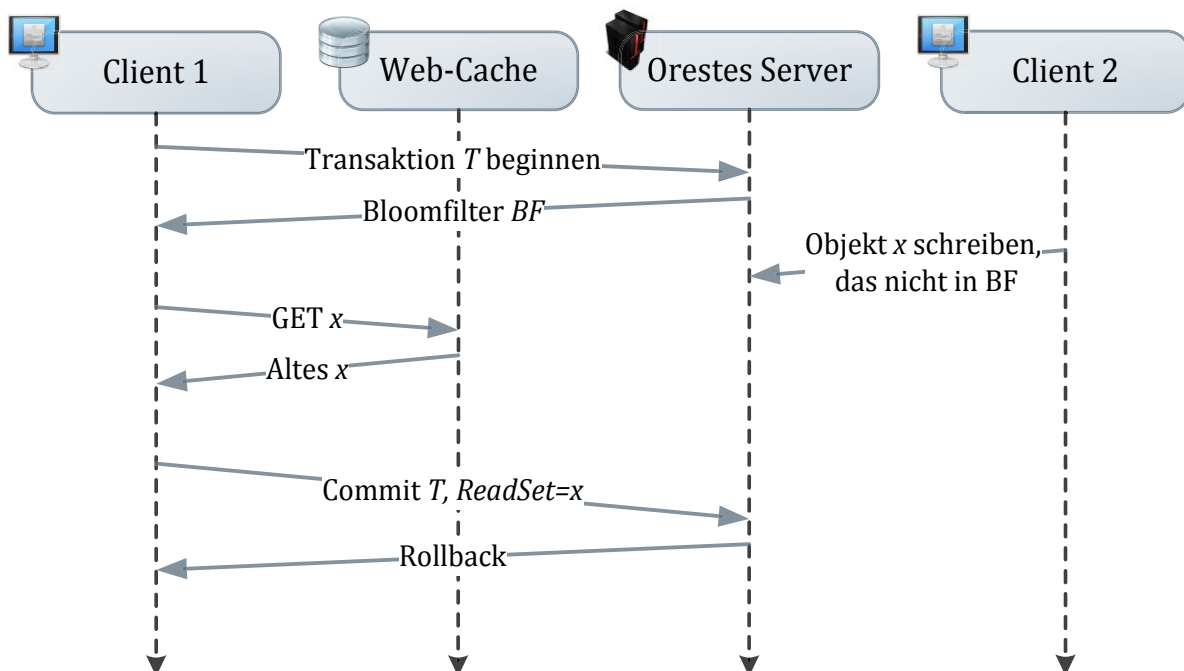 Client 1
Web-Cache
Orestes Server
Client 2
Transaktion T beginnen
Bloomfilter BF
Objekt x schreiben,
das nicht in BF
GET x
Altes x
Commit T, ReadSet=x
Rollback